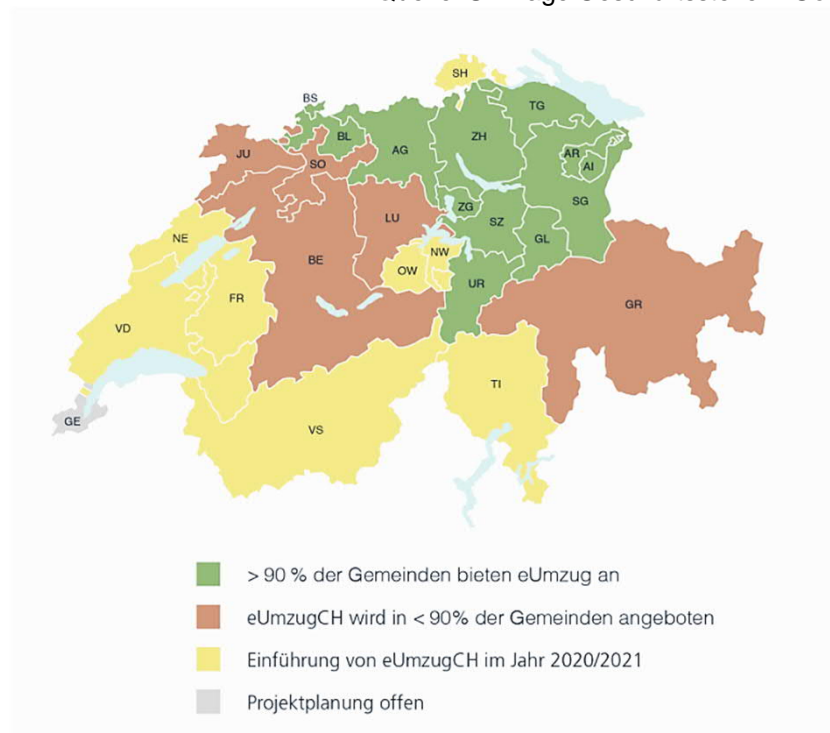 SH
BS
TG
BL
ZH
AG
JU
SO
AR
AI
SG
ZG
LU
SZ
NE
GL
NW
BE
OW
UR
FR
GR
VD
TI
GE
VS
> 90 % der Gemeinden bieten eUmzug an
eUmzugCH wird in < 90% der Gemeinden angeboten
Einführung von eUmzugCH im Jahr 2020/2021
Projektplanung offen